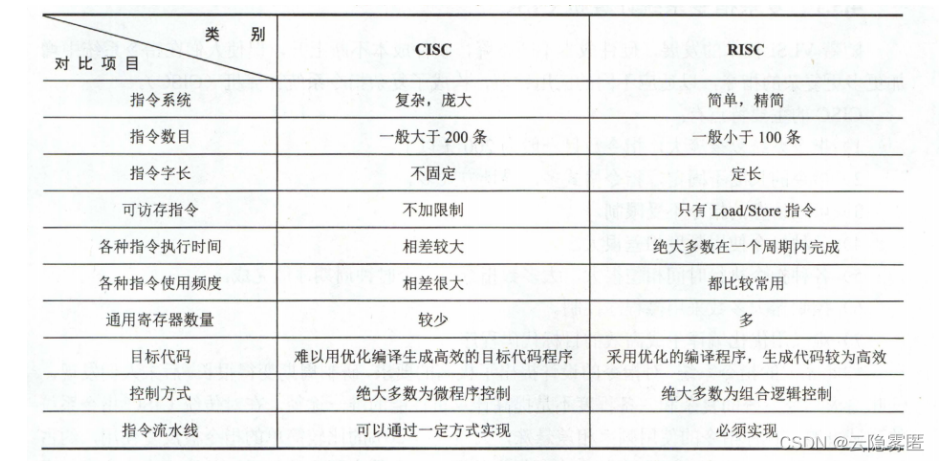 类 别
对比项目
CISC
RISC
指令系统
复杂，庞大
简单，精简
指令数目
一般大于 200 条
一般小于 100 条
指令字长
不固定
定长
可访存指令
不加限制
只有 Load/Store 指令
各种指令执行时间
相差较大
绝大多数在一个周期内完成
各种指令使用频度
相差很大
都比较常用
通用寄存器数量
较少
多
目标代码
难以用优化编译生成高效的目标代码程序
采用优化的编译程序，生成代码较为高效
控制方式
绝大多数为微程序控制
绝大多数为组合逻辑控制
指令流水线
可以通过一定方式实现
必须实现
CSDN @云隐雾匿